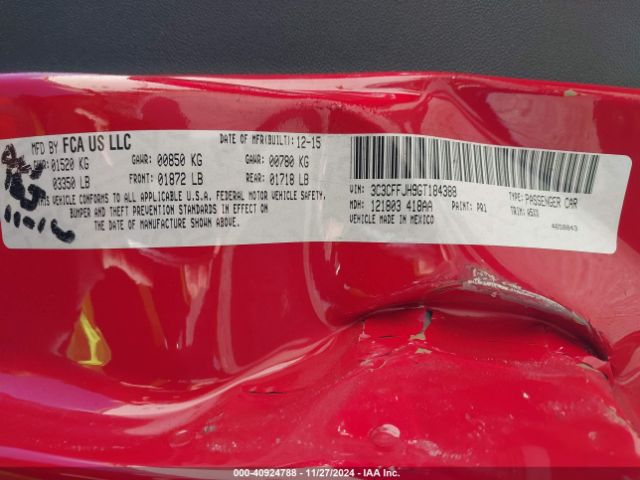 MFD BY FCA US LLC
DATE OF MFR(BUILT): 12-15
01520 KG GAWR: 00850 KG GAWR: 00780 KG
03350 LB FRONT: 01872 LB REAR: 01718 LB
THIS VEHICLE CONFORMS TO ALL APPLICABLE U.S.A. FEDERAL MOTOR VEHICLE SAFETY,
BUMPER AND THEFT PREVENTION STANDARDS IN EFFECT ON
THE DATE OF MANUFACTURE SHOWN ABOVE.
VIN: 3C3CFFJH9GT184388 TYPE: PASSENGER CAR
MDH: 121803 418AA PAINT: PR1 TRIM: A5X9
VEHICLE MADE IN MEXICO
000-40924788 — 11/27/2024 — IAA Inc.